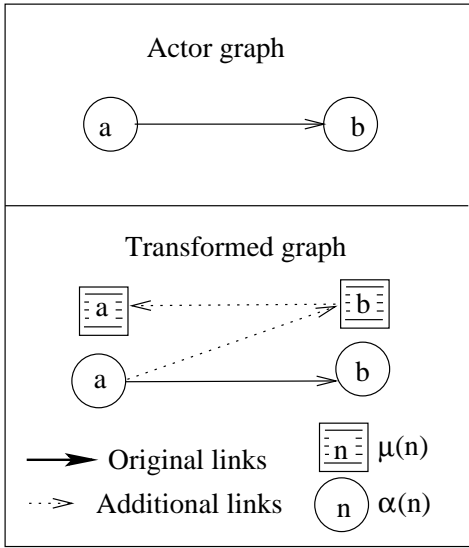 Actor graph
a b
Transformed graph
a b
a b
Original links n μ(n)
Additional links n α(n)